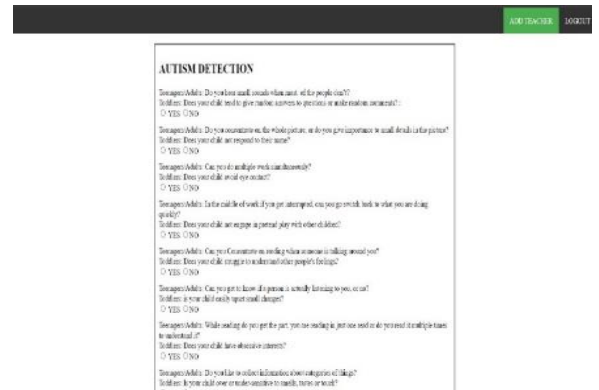 ADD TEACHER LOGOUT
AUTISM DETECTION
Teenagers/Adults: Do you hear small sounds when most of the people don't?
Toddlers: Does your child tend to give random answers to questions or make random comments? :
YES NO
Teenagers/Adults: Do you concentrate on the whole picture, or do you give importance to small details in the picture?
Toddlers: Does your child not respond to their name?
YES NO
Teenagers/Adults: Can you do multiple work simultaneously?
Toddlers: Does your child avoid eye contact?
YES NO
Teenagers/Adults: In the middle of work if you get interrupted, can you go switch back to what you are doing
quickly?
Toddlers: Does your child not engage in pretend play with other children?
YES NO
Teenagers/Adults: Can you Concentrate on reading when someone is talking around you?
Toddlers: Does your child struggle to understand other people's feelings?
YES NO
Teenagers/Adults: Can you get to know if a person is actually listening to you, or no?
Toddlers: is your child easily upset small changes?
YES NO
Teenagers/Adults: While reading do you get the part, you are reading in just one read or do you read it multiple times
to understand it?
Toddlers: Does your child have obsessive interests?
YES NO
Teenagers/Adults: Do you like to collect information about categories of things?
Toddlers: Is your child over or under-sensitive to smells, tastes or touch?